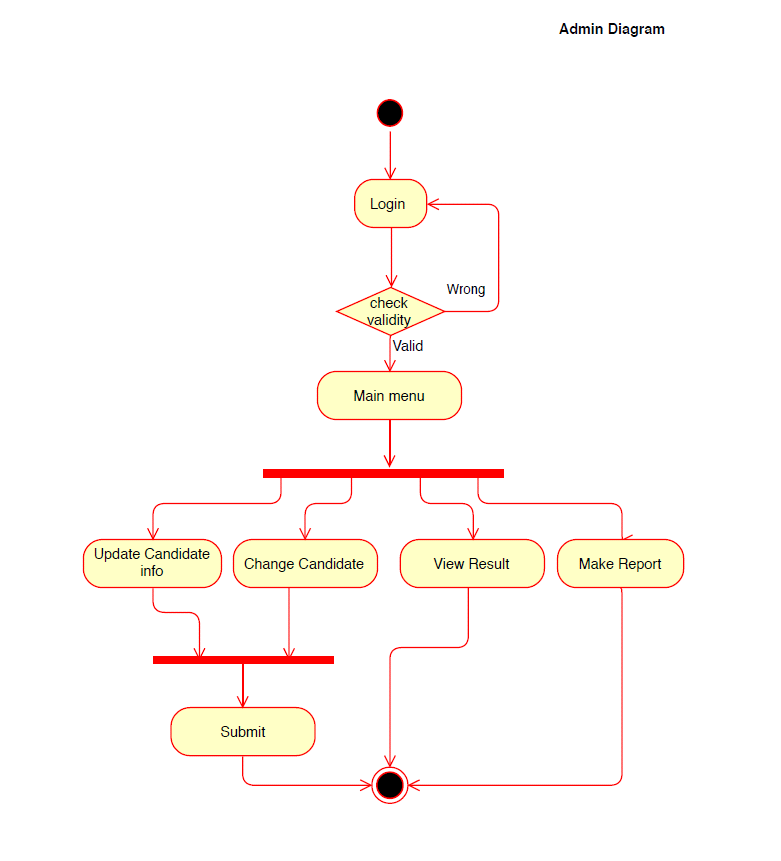 Admin Diagram
Login
Wrong
check
validity
Valid
Main menu
Update Candidate
info
Change Candidate
View Result
Make Report
Submit